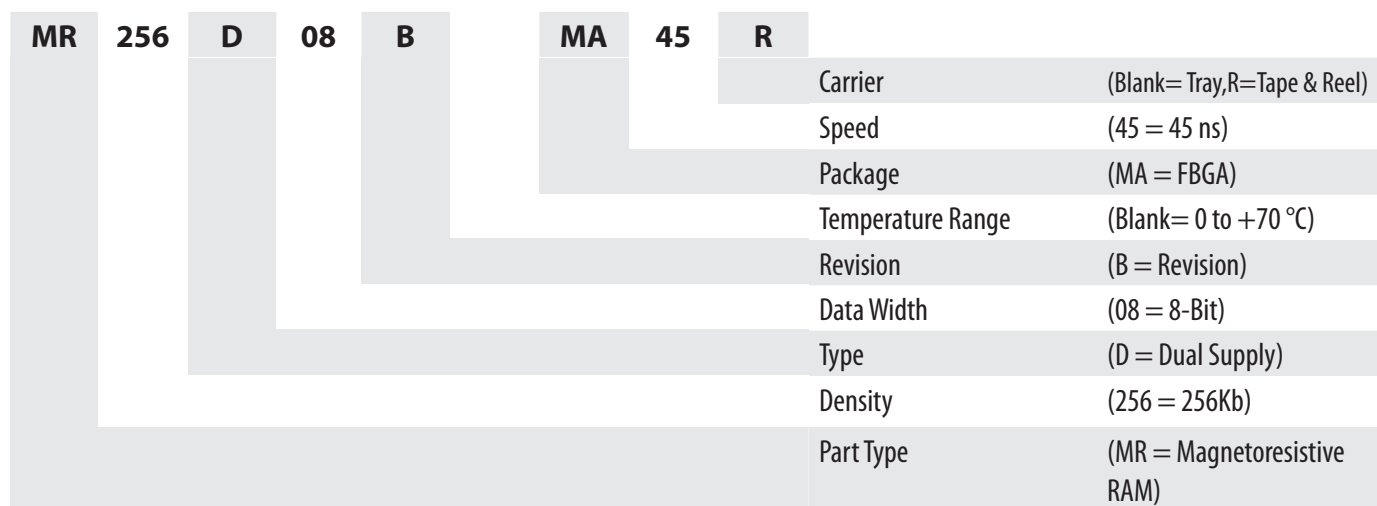 MR 256 D 08 B MA 45 R
Carrier (Blank= Tray,R=Tape & Reel)
Speed (45 = 45 ns)
Package (MA = FBGA)
Temperature Range (Blank= 0 to +70 °C)
Revision (B = Revision)
Data Width (08 = 8-Bit)
Type (D = Dual Supply)
Density (256 = 256Kb)
Part Type (MR = Magnetoresistive
RAM)